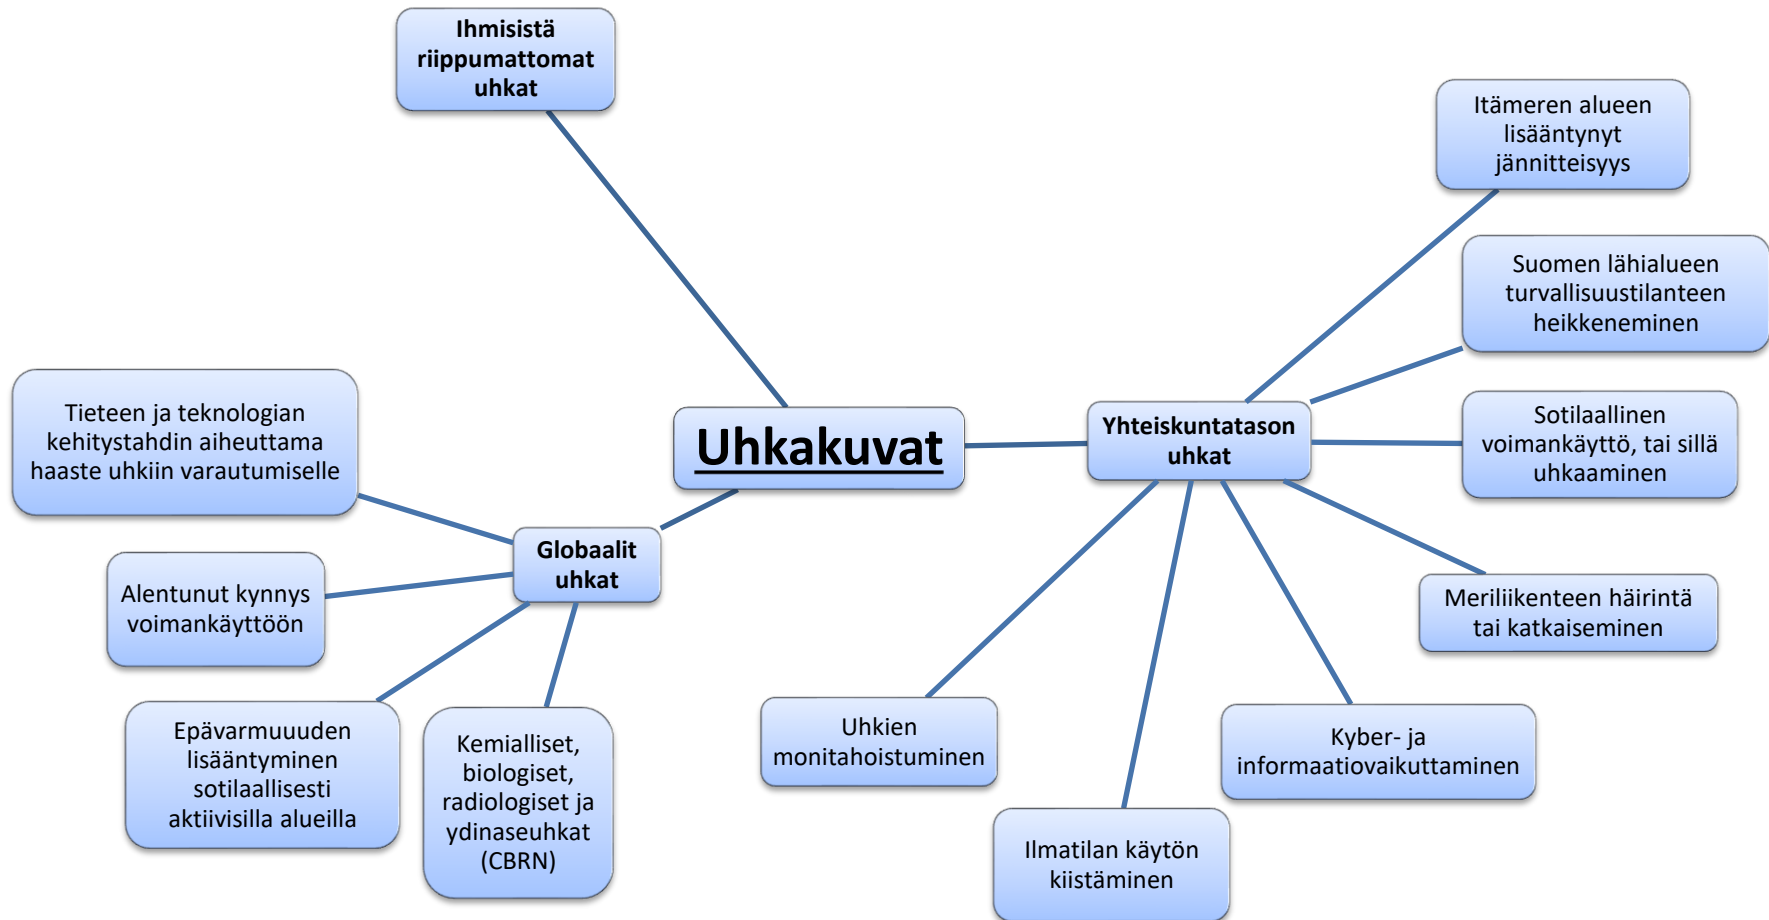 Ihmisistä
riippumattomat
uhkat
Itämeren alueen
lisääntynyt
jännitteisyys
Suomen lähialueen
turvallisuustilanteen
heikkeneminen
Tieteen ja teknologian
kehitystahdin aiheuttama
haaste uhkiin varautumiselle
Uhkakuvat
Yhteiskuntatason
uhkat
Sotilaallinen
voimankäyttö, tai sillä
uhkaaminen
Globaalit
uhkat
Alentunut kynnys
voimankäyttöön
Meriliikenteen häirintä
tai katkaiseminen
Epävarmuuuden
lisääntyminen
sotilaallisesti
aktiivisilla alueilla
Kemialliset,
biologiset,
radiologiset ja
ydinaseuhkat
(CBRN)
Uhkien
monitahoistuminen
Kyber- ja
informaatiovaikuttaminen
Ilmatilan käytön
kiistäminen